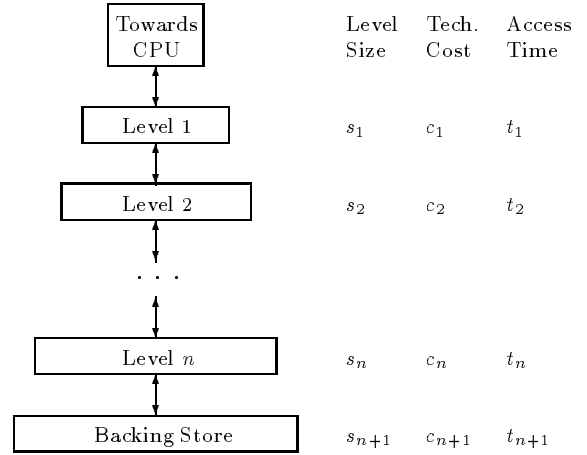 Towards
CPU
Level Tech. Access
Size Cost Time
Level 1 s₁ c₁ t₁
Level 2 s₂ c₂ t₂
. . .
Level n sₙ cₙ tₙ
Backing Store sₙ₊₁ cₙ₊₁ tₙ₊₁